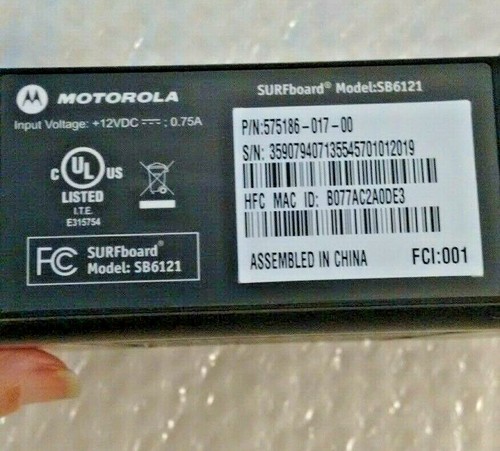 MOTOROLA
Input Voltage: +12VDC ⎓ ; 0.75A
C UL US
LISTED
I.T.E.
E315754
FC SURFboard®
Model: SB6121
SURFboard® Model:SB6121
P/N:575186-017-00
S/N: 359079407135545701012019
HFC MAC ID: B077AC2A0DE3
ASSEMBLED IN CHINA FCI:001